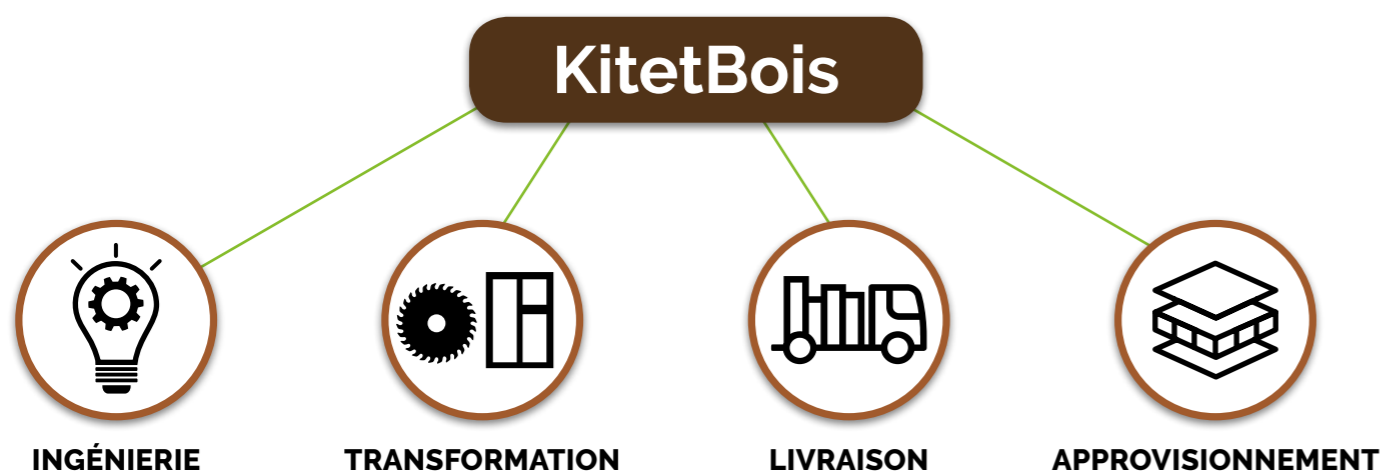 KitetBois
INGÉNIERIE
TRANSFORMATION
LIVRAISON
APPROVISIONNEMENT